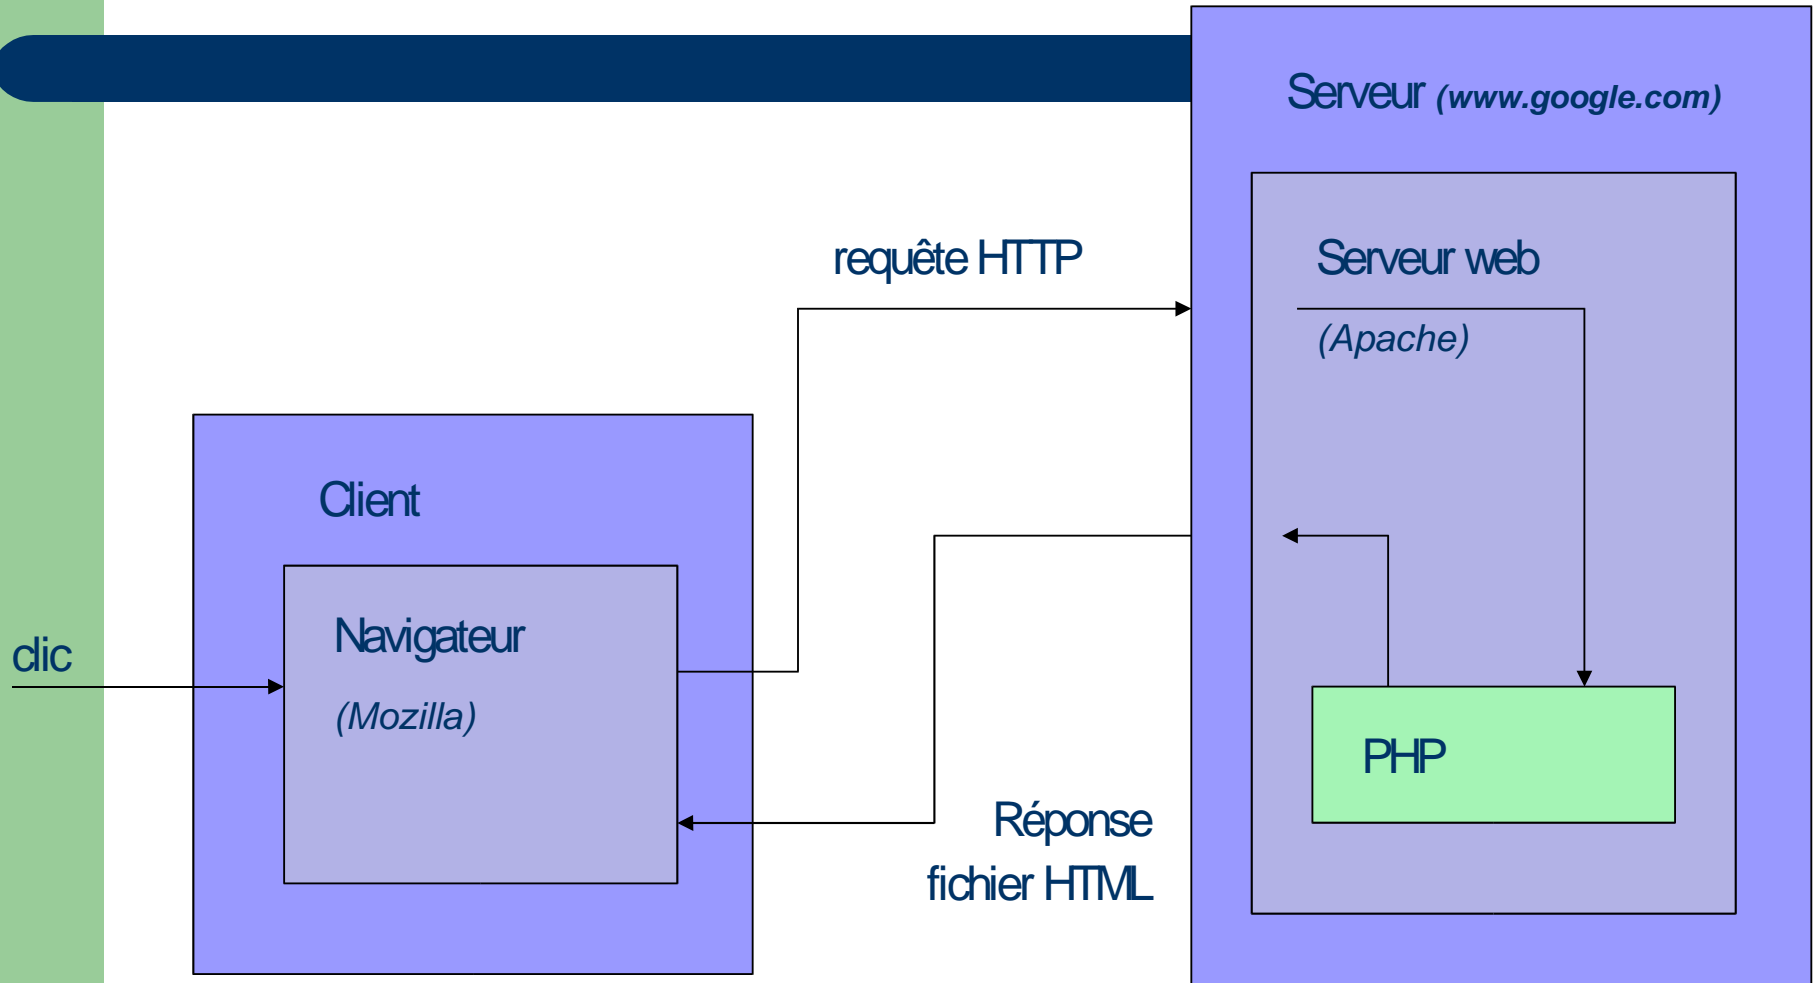 Serveur (www.google.com)
requête HTTP
Serveur web
(Apache)
Client
Navigateur
clic
(Mozilla)
PHP
Réponse
fichier HTML